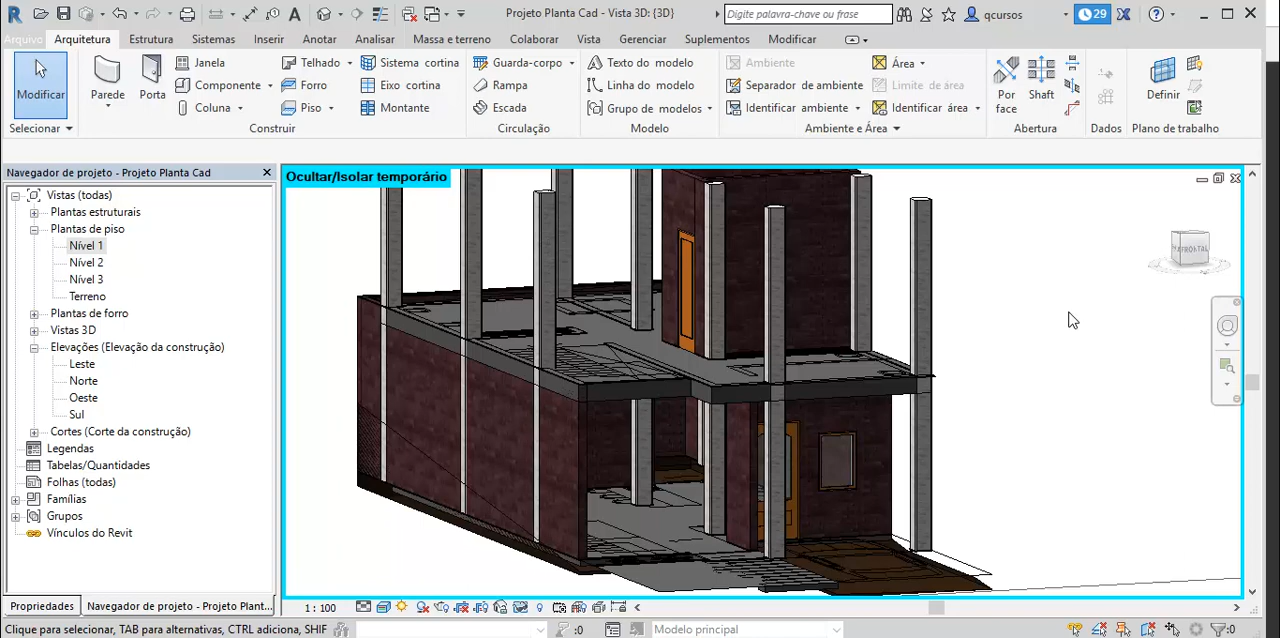 Projeto Planta Cad - Vista 3D: {3D}
Digite palavra-chave ou frase
qcursos
29
Arquivo Arquitetura Estrutura Sistemas Inserir Anotar Analisar Massa e terreno Colaborar Vista Gerenciar Suplementos Modificar
Modificar
Selecionar
Parede
Porta
Janela
Componente
Coluna
Telhado
Forro
Piso
Sistema cortina
Eixo cortina
Montante
Construir
Guarda-corpo
Rampa
Escada
Circulação
Texto do modelo
Linha do modelo
Grupo de modelos
Modelo
Ambiente
Separador de ambiente
Identificar ambiente
Área
Limite de área
Identificar área
Ambiente e Área
Por face
Shaft
Abertura
Dados
Definir
Plano de trabalho
Navegador de projeto - Projeto Planta Cad
Vistas (todas)
Plantas estruturais
Plantas de piso
Nível 1
Nível 2
Nível 3
Terreno
Plantas de forro
Vistas 3D
Elevações (Elevação da construção)
Leste
Norte
Oeste
Sul
Cortes (Corte da construção)
Legendas
Tabelas/Quantidades
Folhas (todas)
Famílias
Grupos
Vínculos do Revit
Propriedades
Navegador de projeto - Projeto Plant...
Ocultar/Isolar temporário
FRONTAL
1 : 100
Clique para selecionar, TAB para alternativas, CTRL adiciona, SHIF
:0
Modelo principal
:0